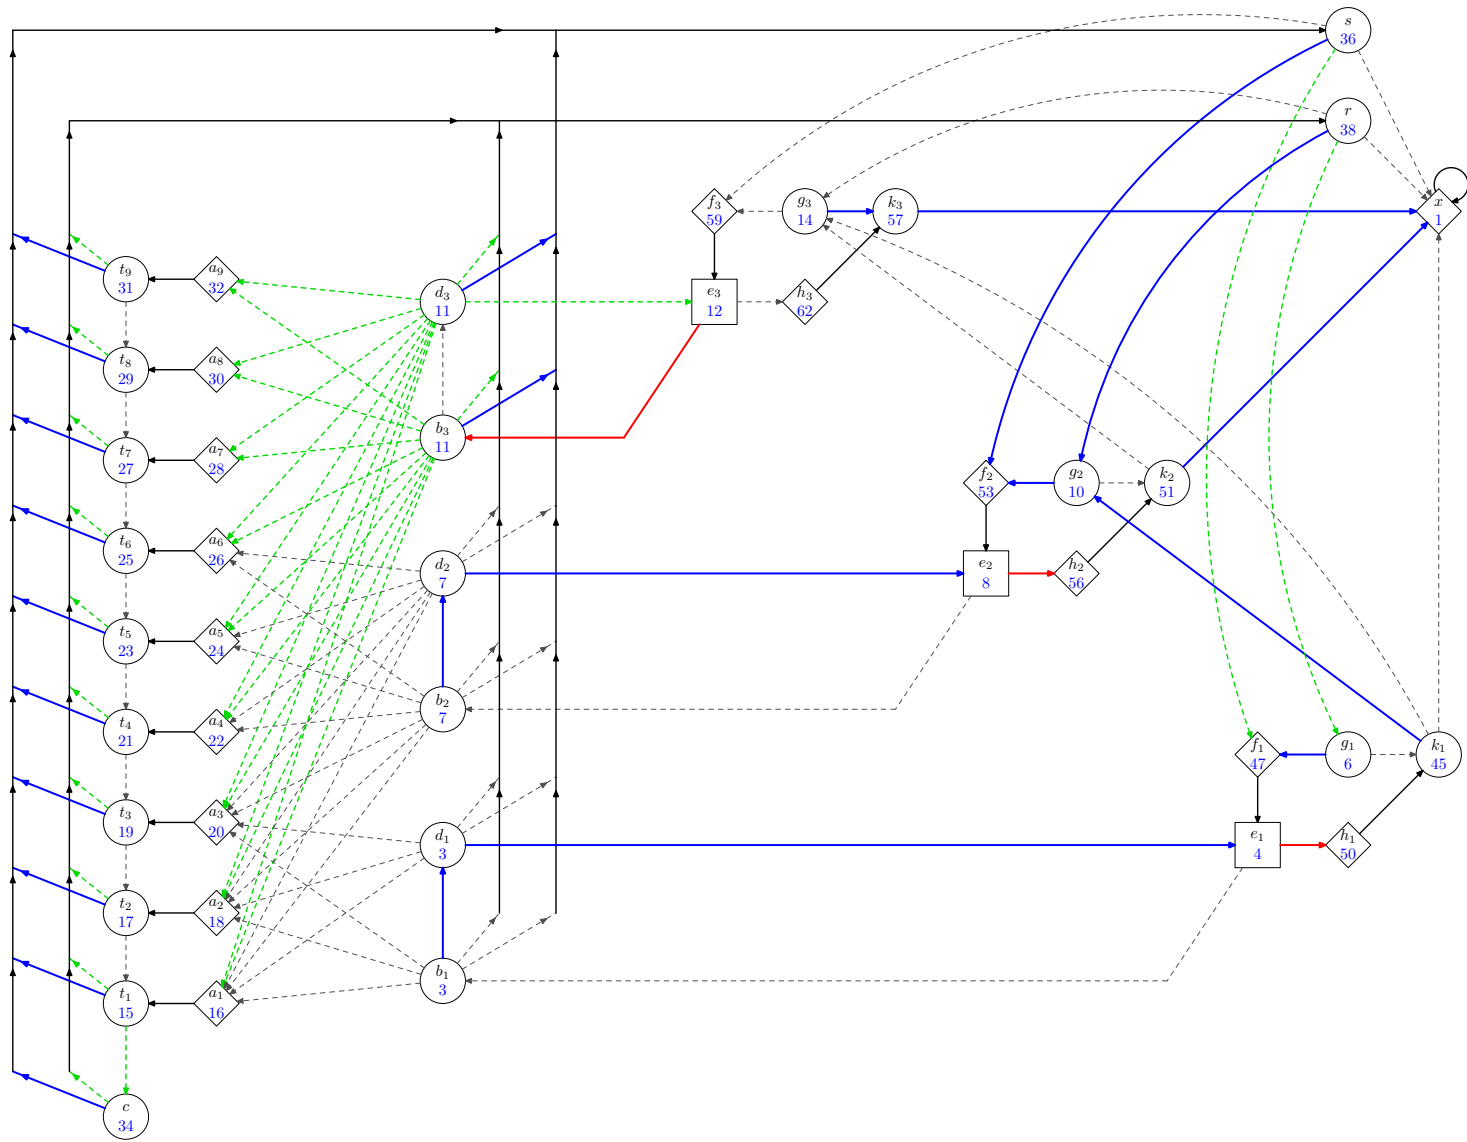 s
36
r
38
f₃
59
g₃
14
k₃
57
x
1
t₉
31
a₉
32
d₃
11
e₃
12
h₃
62
t₈
29
a₈
30
b₃
11
t₇
27
a₇
28
f₂
53
g₂
10
k₂
51
t₆
25
a₆
26
d₂
7
e₂
8
h₂
56
t₅
23
a₅
24
b₂
7
t₄
21
a₄
22
f₁
47
g₁
6
k₁
45
t₃
19
a₃
20
d₁
3
e₁
4
h₁
50
t₂
17
a₂
18
b₁
3
t₁
15
a₁
16
c
34